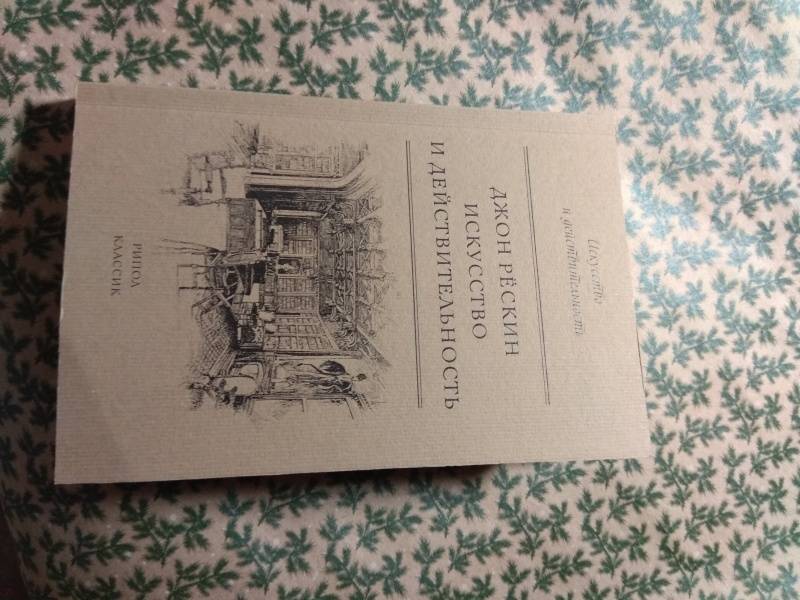 Искусство
и действительность
ДЖОН РЁСКИН
ИСКУССТВО
И ДЕЙСТВИТЕЛЬНОСТЬ
РИПОЛ
КЛАССИК